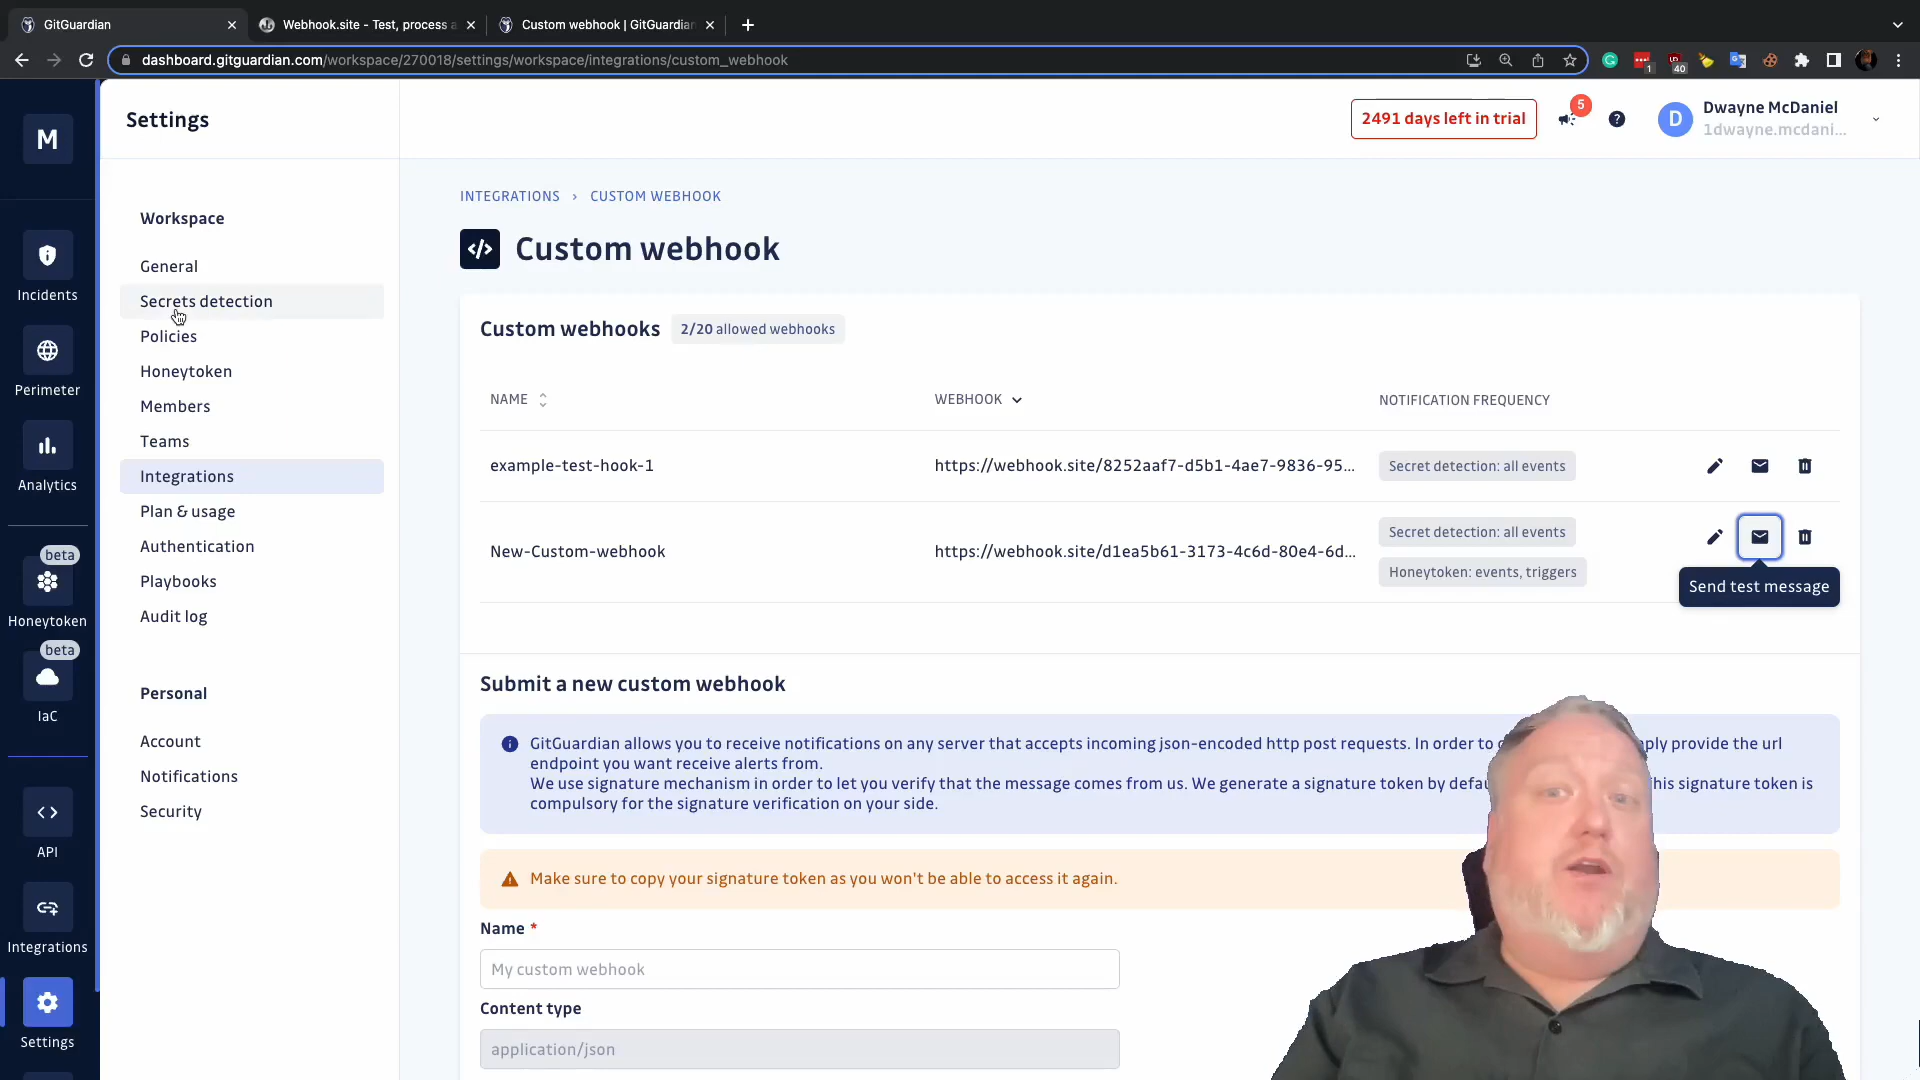 GitGuardian
Webhook.site - Test, process a
Custom webhook | GitGuardian
dashboard.gitguardian.com/workspace/270018/settings/workspace/integrations/custom_webhook
1
40
M
Incidents
Perimeter
Analytics
beta
Honeytoken
beta
IaC
API
Integrations
Settings
Settings
Workspace
General
Secrets detection
Policies
Honeytoken
Members
Teams
Integrations
Plan & usage
Authentication
Playbooks
Audit log
Personal
Account
Notifications
Security
2491 days left in trial
5
D
Dwayne McDaniel
1dwayne.mcdani...
INTEGRATIONS › CUSTOM WEBHOOK
Custom webhook
Custom webhooks 2/20 allowed webhooks
NAME WEBHOOK NOTIFICATION FREQUENCY
example-test-hook-1 https://webhook.site/8252aaf7-d5b1-4ae7-9836-95... Secret detection: all events
New-Custom-webhook https://webhook.site/d1ea5b61-3173-4c6d-80e4-6d... Secret detection: all events
Honeytoken: events, triggers
Send test message
Submit a new custom webhook
GitGuardian allows you to receive notifications on any server that accepts incoming json-encoded http post requests. In order to provide the url
endpoint you want receive alerts from.
We use signature mechanism in order to let you verify that the message comes from us. We generate a signature token by signature token is
compulsory for the signature verification on your side.
Make sure to copy your signature token as you won't be able to access it again.
Name *
My custom webhook
Content type
application/json